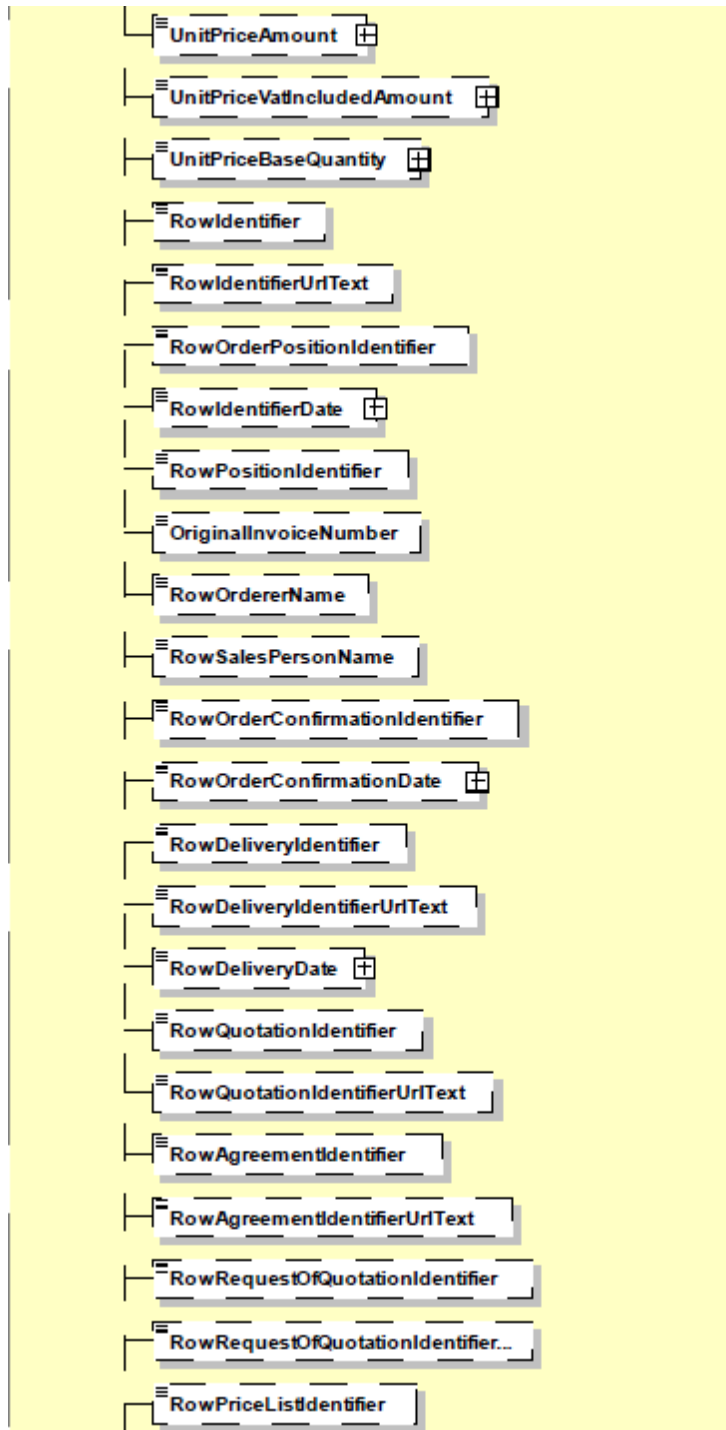 UnitPriceAmount
UnitPriceVatIncludedAmount
UnitPriceBaseQuantity
RowIdentifier
RowIdentifierUrlText
RowOrderPositionIdentifier
RowIdentifierDate
RowPositionIdentifier
OriginalInvoiceNumber
RowOrdererName
RowSalesPersonName
RowOrderConfirmationIdentifier
RowOrderConfirmationDate
RowDeliveryIdentifier
RowDeliveryIdentifierUrlText
RowDeliveryDate
RowQuotationIdentifier
RowQuotationIdentifierUrlText
RowAgreementIdentifier
RowAgreementIdentifierUrlText
RowRequestOfQuotationIdentifier
RowRequestOfQuotationIdentifier...
RowPriceListIdentifier